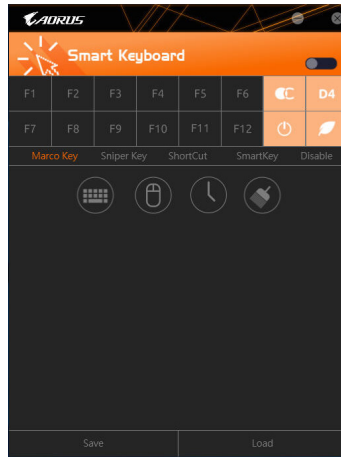 AORUS
Smart Keyboard
F1 F2 F3 F4 F5 F6 D4
F7 F8 F9 F10 F11 F12
Marco Key Sniper Key ShortCut SmartKey Disable
Save Load